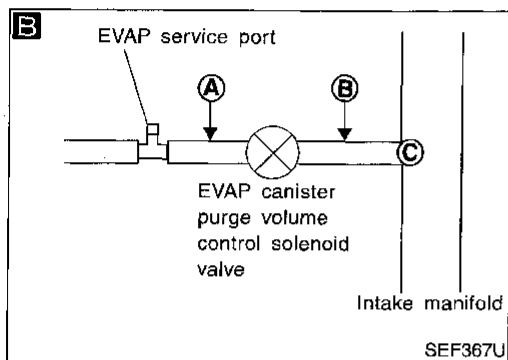 B
EVAP service port
A
B
C
EVAP canister
purge volume
control solenoid
valve
Intake manifold
SEF367U